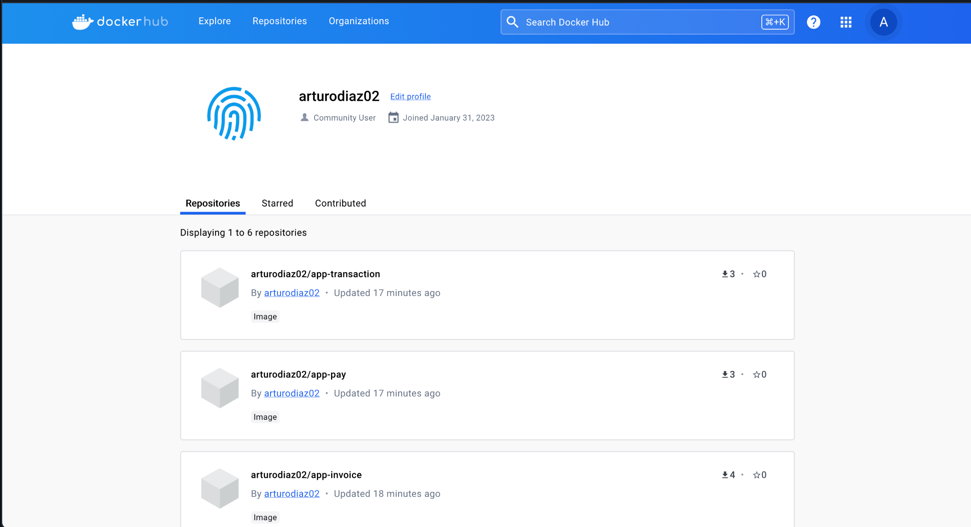 dockerhub Explore Repositories Organizations Search Docker Hub ⌘+K ? A
arturodiaz02 Edit profile
Community User Joined January 31, 2023
Repositories Starred Contributed
Displaying 1 to 6 repositories
arturodiaz02/app-transaction 3 • 0
By arturodiaz02 • Updated 17 minutes ago
Image
arturodiaz02/app-pay 3 • 0
By arturodiaz02 • Updated 17 minutes ago
Image
arturodiaz02/app-invoice 4 • 0
By arturodiaz02 • Updated 18 minutes ago
Image